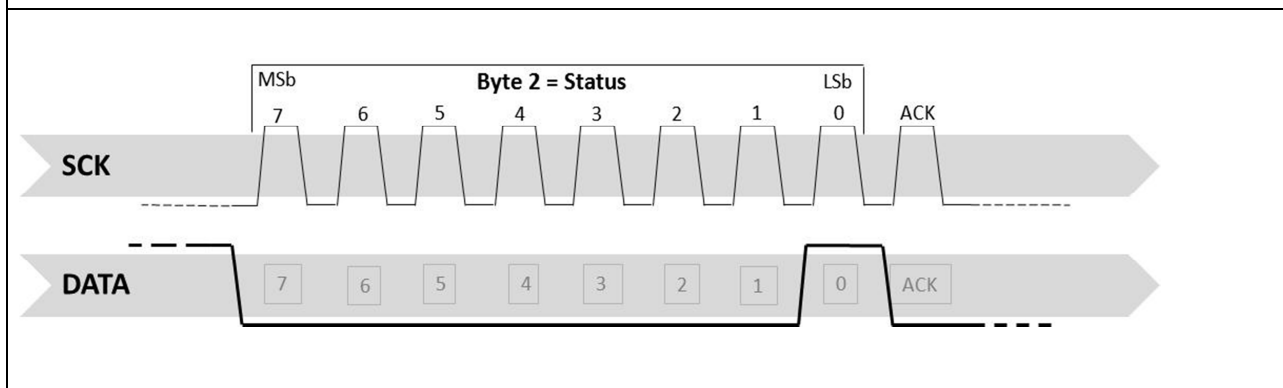 MSb Byte 2 = Status LSb
7 6 5 4 3 2 1 0 ACK
SCK
DATA 7 6 5 4 3 2 1 0 ACK